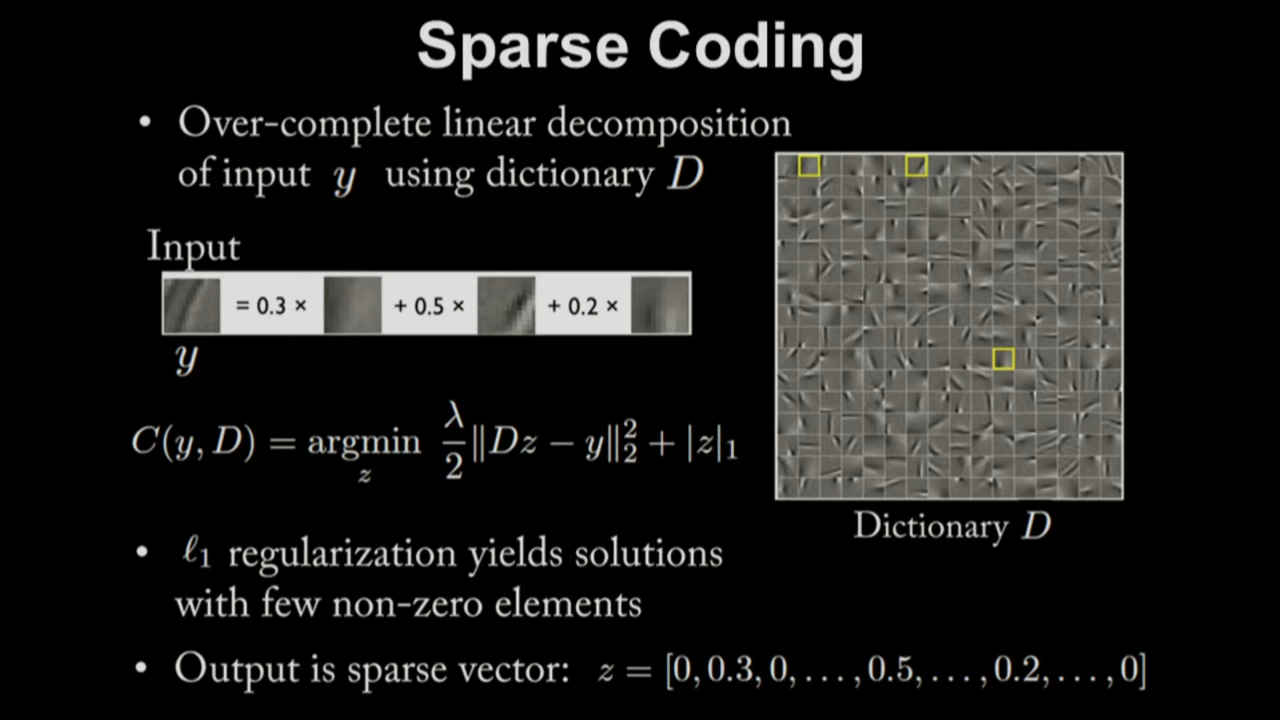 Sparse Coding
• Over-complete linear decomposition
of input y using dictionary D
Input
= 0.3 × + 0.5 × + 0.2 ×
y
C(y, D) = argmin_z λ/2 ||Dz − y||²₂ + |z|₁
Dictionary D
• ℓ₁ regularization yields solutions
with few non-zero elements
• Output is sparse vector: z = [0, 0.3, 0, . . . , 0.5, . . . , 0.2, . . . , 0]